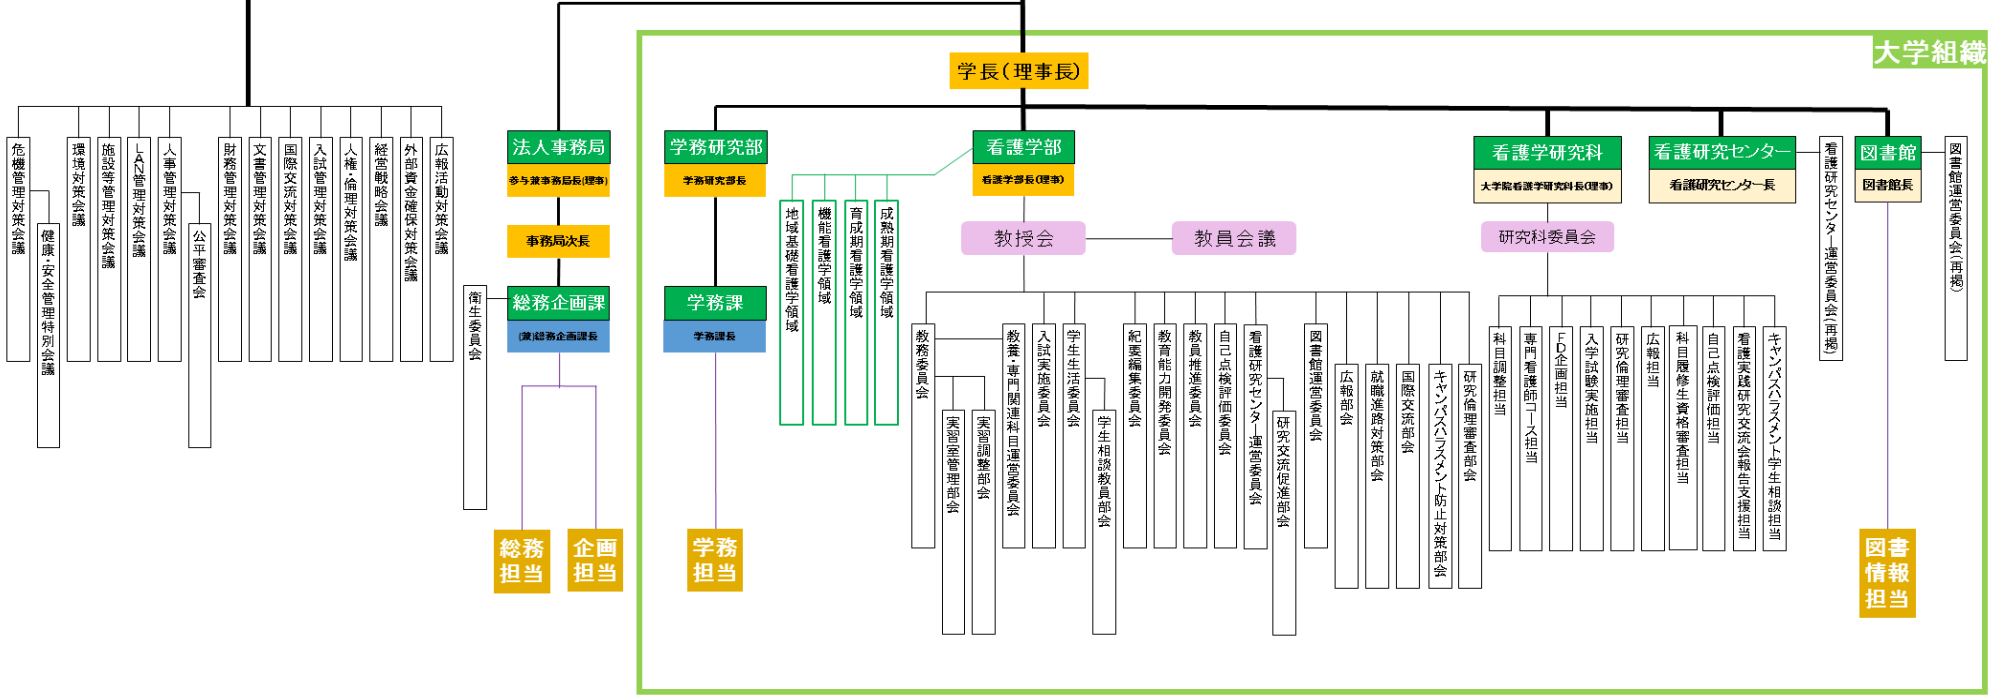 大学組織
学長(理事長)
危機管理対策会議
健康・安全管理特別会議
環境対策会議
施設等管理対策会議
LAN管理対策会議
人事管理対策会議
公平審査会
財務管理対策会議
文書管理対策会議
国際交流対策会議
入試管理対策会議
人権・倫理対策会議
経営戦略会議
外部資金確保対策会議
広報活動対策会議
法人事務局
参与兼事務局長(理事)
事務局次長
衛生委員会
総務企画課
(兼)総務企画課長
総務
担当
企画
担当
学務研究部
学務研究部長
学務課
学務課長
学務
担当
看護学部
看護学部長(理事)
地域基礎看護学領域
機能看護学領域
育成期看護学領域
成熟期看護学領域
教授会
教員会議
教務委員会
実習室管理部会
実習調整部会
教養・専門関連科目運営委員会
入試実施委員会
学生生活委員会
学生相談教員部会
紀要編集委員会
教育能力開発委員会
教員推進委員会
自己点検評価委員会
看護研究センター運営委員会
研究交流促進部会
図書館運営委員会
広報部会
就職進路対策部会
国際交流部会
キャンパスハラスメント防止対策部会
研究倫理審査部会
看護学研究科
大学院看護学研究科長(理事)
研究科委員会
科目調整担当
専門看護師コース担当
FD企画担当
入学試験実施担当
研究倫理審査担当
広報担当
科目履修生資格審査担当
自己点検評価担当
看護実践研究交流会報告支援担当
キャンパスハラスメント学生相談担当
看護研究センター
看護研究センター長
看護研究センター運営委員会(再掲)
図書館
図書館長
図書館運営委員会(再掲)
図書
情報
担当